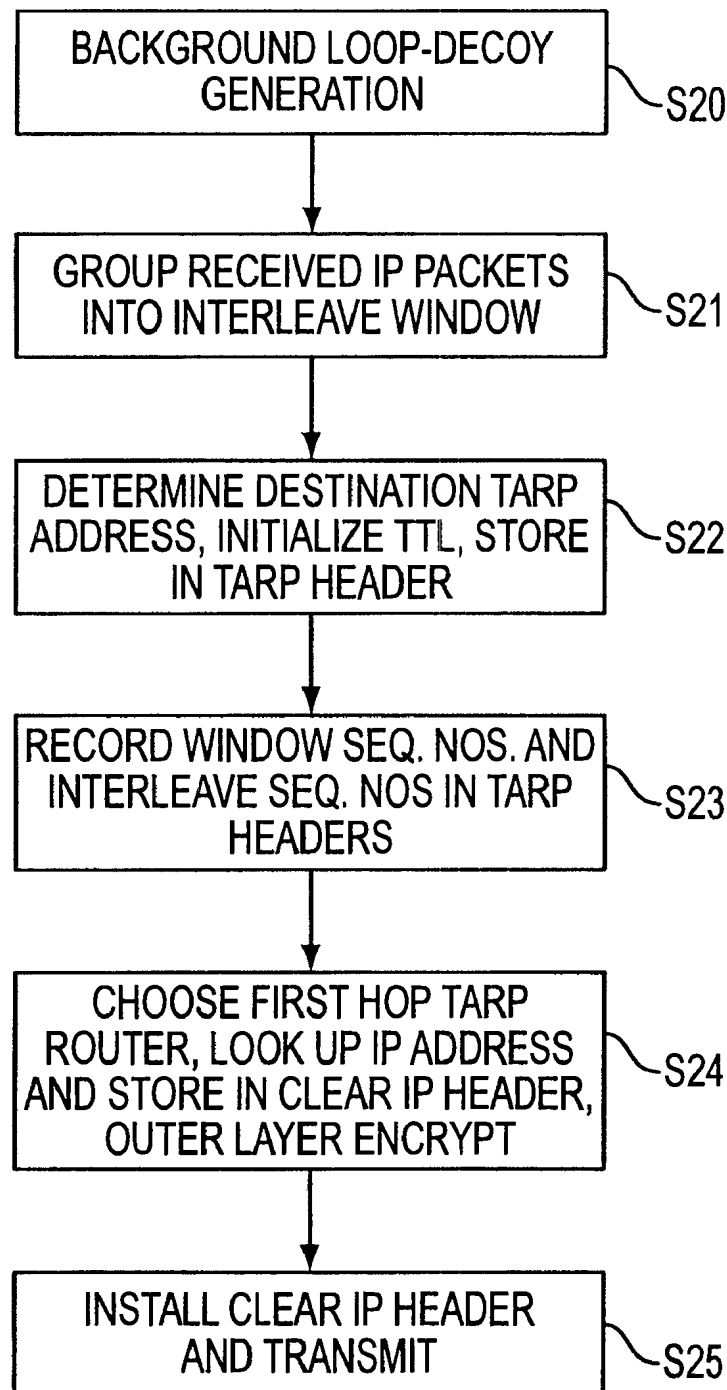 BACKGROUND LOOP-DECOY
GENERATION
S20
GROUP RECEIVED IP PACKETS
INTO INTERLEAVE WINDOW
S21
DETERMINE DESTINATION TARP
ADDRESS, INITIALIZE TTL, STORE
IN TARP HEADER
S22
RECORD WINDOW SEQ. NOS. AND
INTERLEAVE SEQ. NOS IN TARP
HEADERS
S23
CHOOSE FIRST HOP TARP
ROUTER, LOOK UP IP ADDRESS
AND STORE IN CLEAR IP HEADER,
OUTER LAYER ENCRYPT
S24
INSTALL CLEAR IP HEADER
AND TRANSMIT
S25